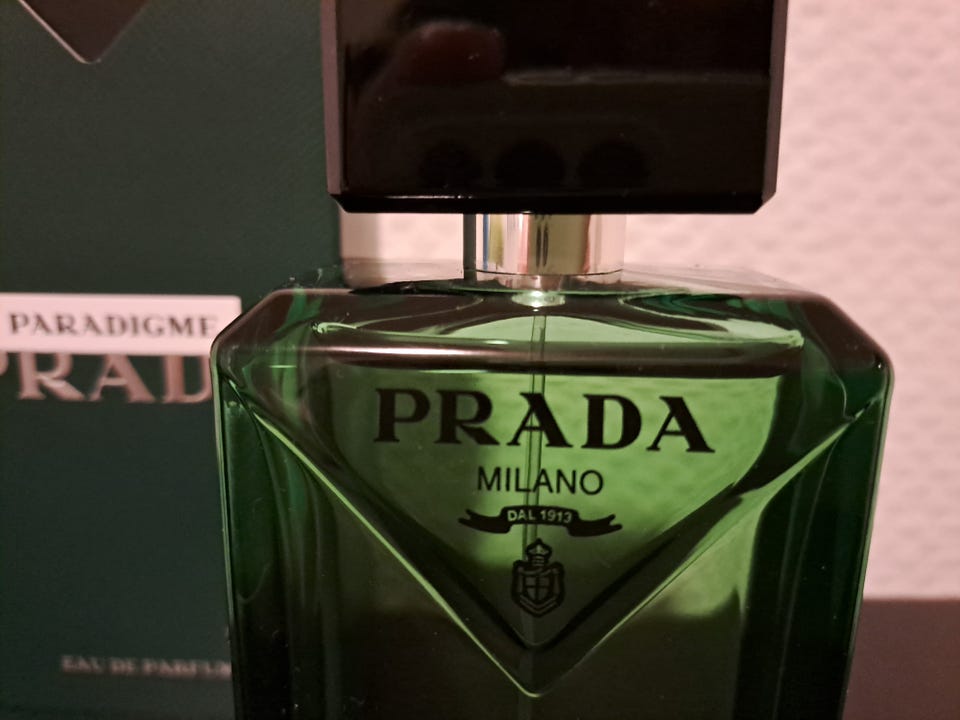 PARADIGME
PRAD
EAU DE PARFUM
PRADA
MILANO
DAL 1913